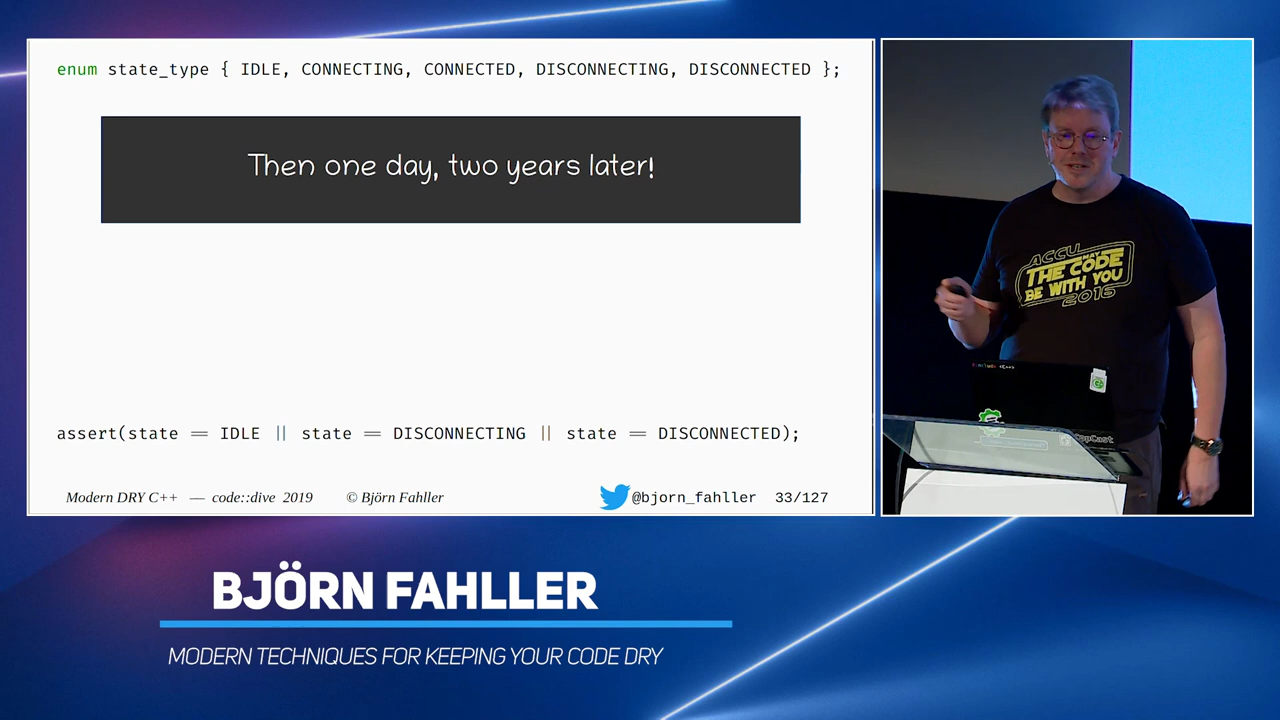 enum state_type { IDLE, CONNECTING, CONNECTED, DISCONNECTING, DISCONNECTED };
Then one day, two years later!
assert(state == IDLE || state == DISCONNECTING || state == DISCONNECTED);
Modern DRY C++ — code::dive 2019 © Björn Fahller @bjorn_fahller 33/127
ACCU
MAY
THE CODE
BE WITH YOU
2016
CppCast
BJÖRN FAHLLER
MODERN TECHNIQUES FOR KEEPING YOUR CODE DRY